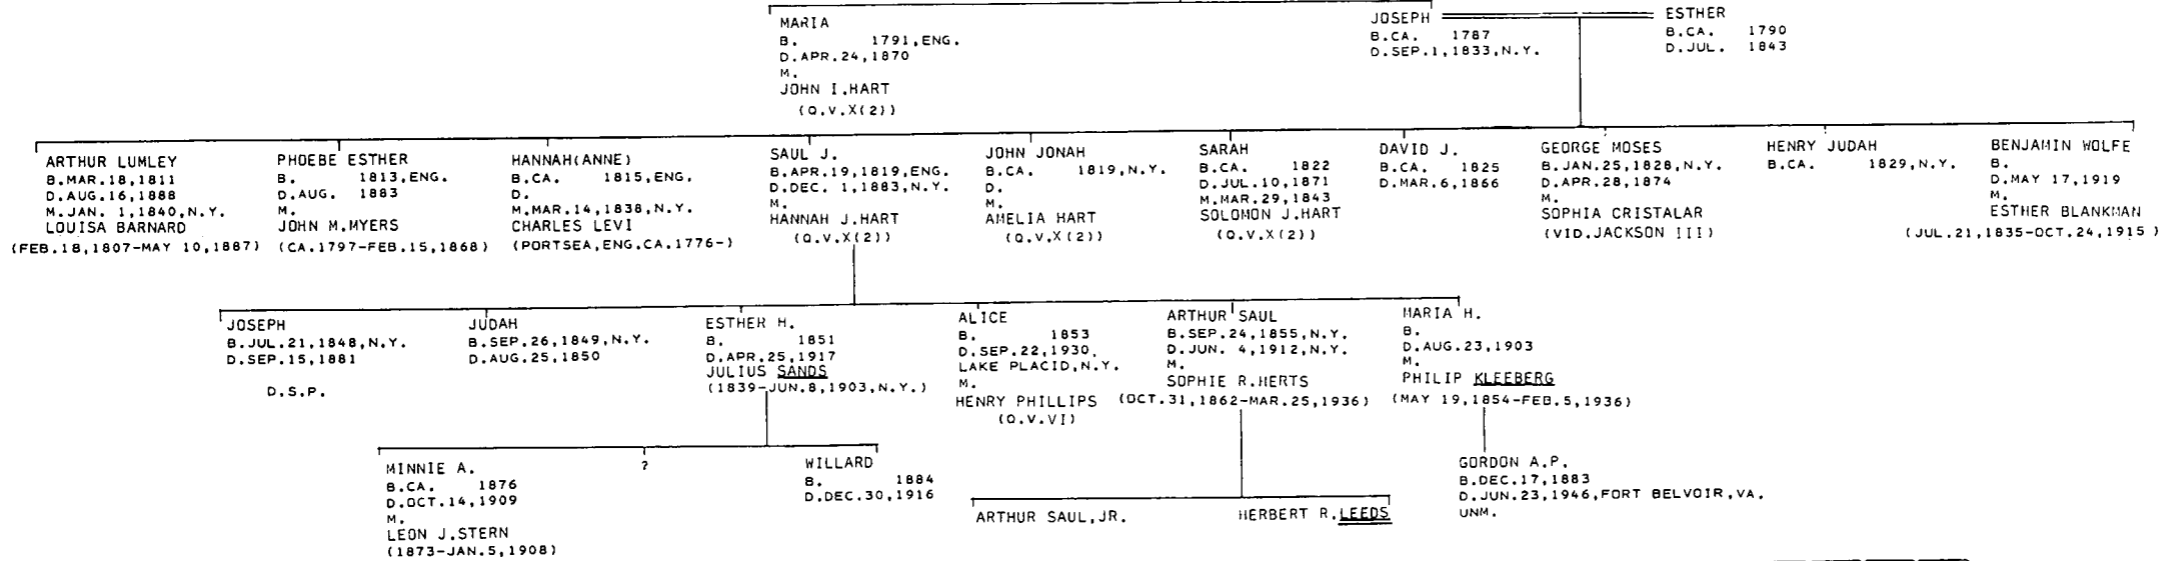 MARIA
B. 1791,ENG.
D.APR.24,1870
M.
JOHN I.HART
(Q.V.X(2))
JOSEPH
B.CA. 1787
D.SEP.1,1833,N.Y.
ESTHER
B.CA. 1790
D.JUL. 1843
ARTHUR LUMLEY
B.MAR.18,1811
D.AUG.16,1888
M.JAN. 1,1840,N.Y.
LOUISA BARNARD
(FEB.18,1807-MAY 10,1887)
PHOEBE ESTHER
B. 1813,ENG.
D.AUG. 1883
M.
JOHN M.MYERS
(CA.1797-FEB.15,1868)
HANNAH(ANNE)
B.CA. 1815,ENG.
D.
M.MAR.14,1838,N.Y.
CHARLES LEVI
(PORTSEA,ENG.CA.1776-)
SAUL J.
B.APR.19,1819,ENG.
D.DEC. 1,1883,N.Y.
M.
HANNAH J.HART
(Q.V.X(2))
JOHN JONAH
B.CA. 1819,N.Y.
D.
M.
AMELIA HART
(Q.V.X(2))
SARAH
B.CA. 1822
D.JUL.10,1871
M.MAR.29,1843
SOLOMON J.HART
(Q.V.X(2))
DAVID J.
B.CA. 1825
D.MAR.6,1866
GEORGE MOSES
B.JAN.25,1828,N.Y.
D.APR.28,1874
M.
SOPHIA CRISTALAR
(VID.JACKSON III)
HENRY JUDAH
B.CA. 1829,N.Y.
BENJAMIN WOLFE
B.
D.MAY 17,1919
M.
ESTHER BLANKMAN
(JUL.21,1835-OCT.24,1915)
JOSEPH
B.JUL.21,1848,N.Y.
D.SEP.15,1881
D.S.P.
JUDAH
B.SEP.26,1849,N.Y.
D.AUG.25,1850
ESTHER H.
B. 1851
D.APR.25,1917
JULIUS SANDS
(1839-JUN.8,1903,N.Y.)
ALICE
B. 1853
D.SEP.22,1930,
LAKE PLACID,N.Y.
M.
HENRY PHILLIPS
(Q.V.VI)
ARTHUR SAUL
B.SEP.24,1855,N.Y.
D.JUN. 4,1912,N.Y.
M.
SOPHIE R.HERTS
(OCT.31,1862-MAR.25,1936)
MARIA H.
B.
D.AUG.23,1903
M.
PHILIP KLEEBERG
(MAY 19,1854-FEB.5,1936)
MINNIE A.
B.CA. 1876
D.OCT.14,1909
M.
LEON J.STERN
(1873-JAN.5,1908)
?
WILLARD
B. 1884
D.DEC.30,1916
ARTHUR SAUL,JR.
HERBERT R.LEEDS
GORDON A.P.
B.DEC.17,1883
D.JUN.23,1946,FORT BELVOIR,VA.
UNM.